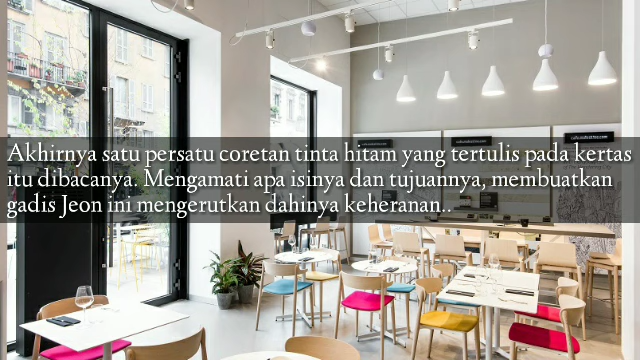 Akhirnya satu persatu coretan tinta hitam yang tertulis pada kertas
itu dibacanya. Mengamati apa isinya dan tujuannya, membuatkan
gadis Jeon ini mengerutkan dahinya keheranan..